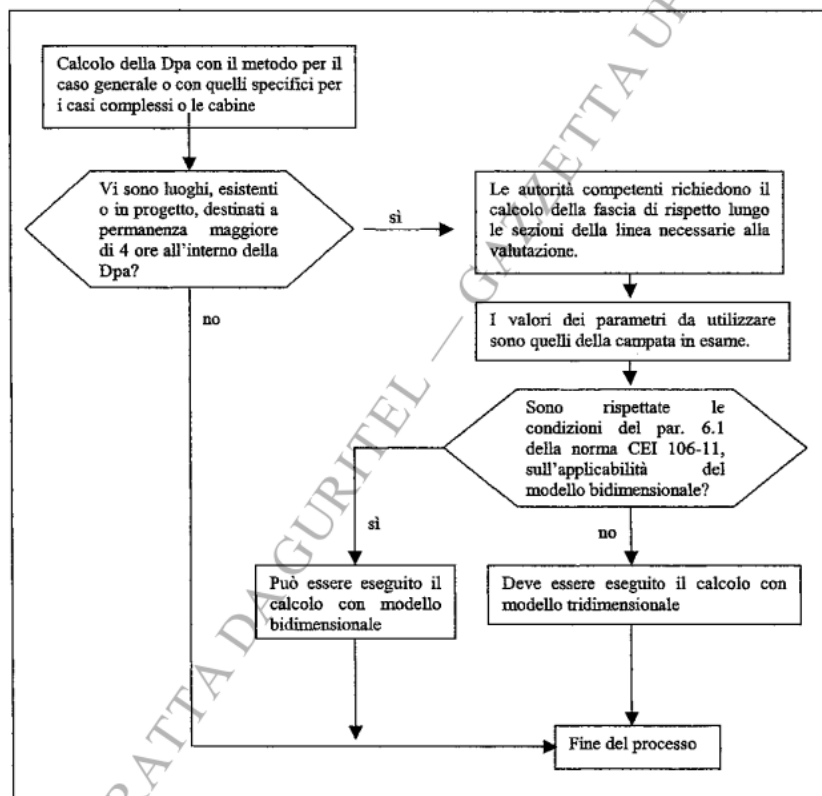 Calcolo della Dpa con il metodo per il
caso generale o con quelli specifici per
i casi complessi o le cabine
Vi sono luoghi, esistenti
o in progetto, destinati a
permanenza maggiore
di 4 ore all'interno della
Dpa?
sì
no
Le autorità competenti richiedono il
calcolo della fascia di rispetto lungo
le sezioni della linea necessarie alla
valutazione.
I valori dei parametri da utilizzare
sono quelli della campata in esame.
Sono rispettate le
condizioni del par. 6.1
della norma CEI 106-11,
sull'applicabilità del
modello bidimensionale?
sì
no
Può essere eseguito il
calcolo con modello
bidimensionale
Deve essere eseguito il calcolo con
modello tridimensionale
Fine del processo
RATTA DA GURITEL — GAZZETTA UF